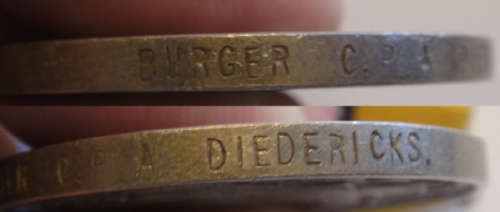 BURGER C. P. A
C. P. A. DIEDERICKS.